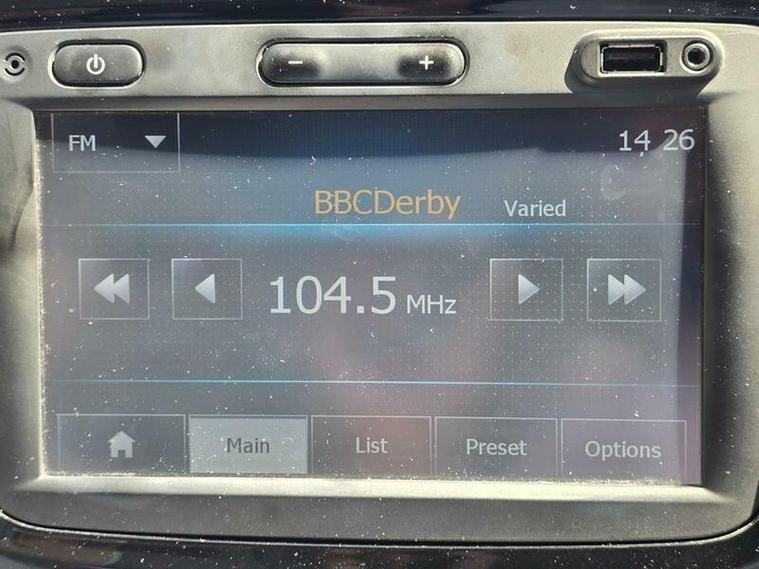 FM
14 26
BBCDerby Varied
104.5 MHz
Main List Preset Options